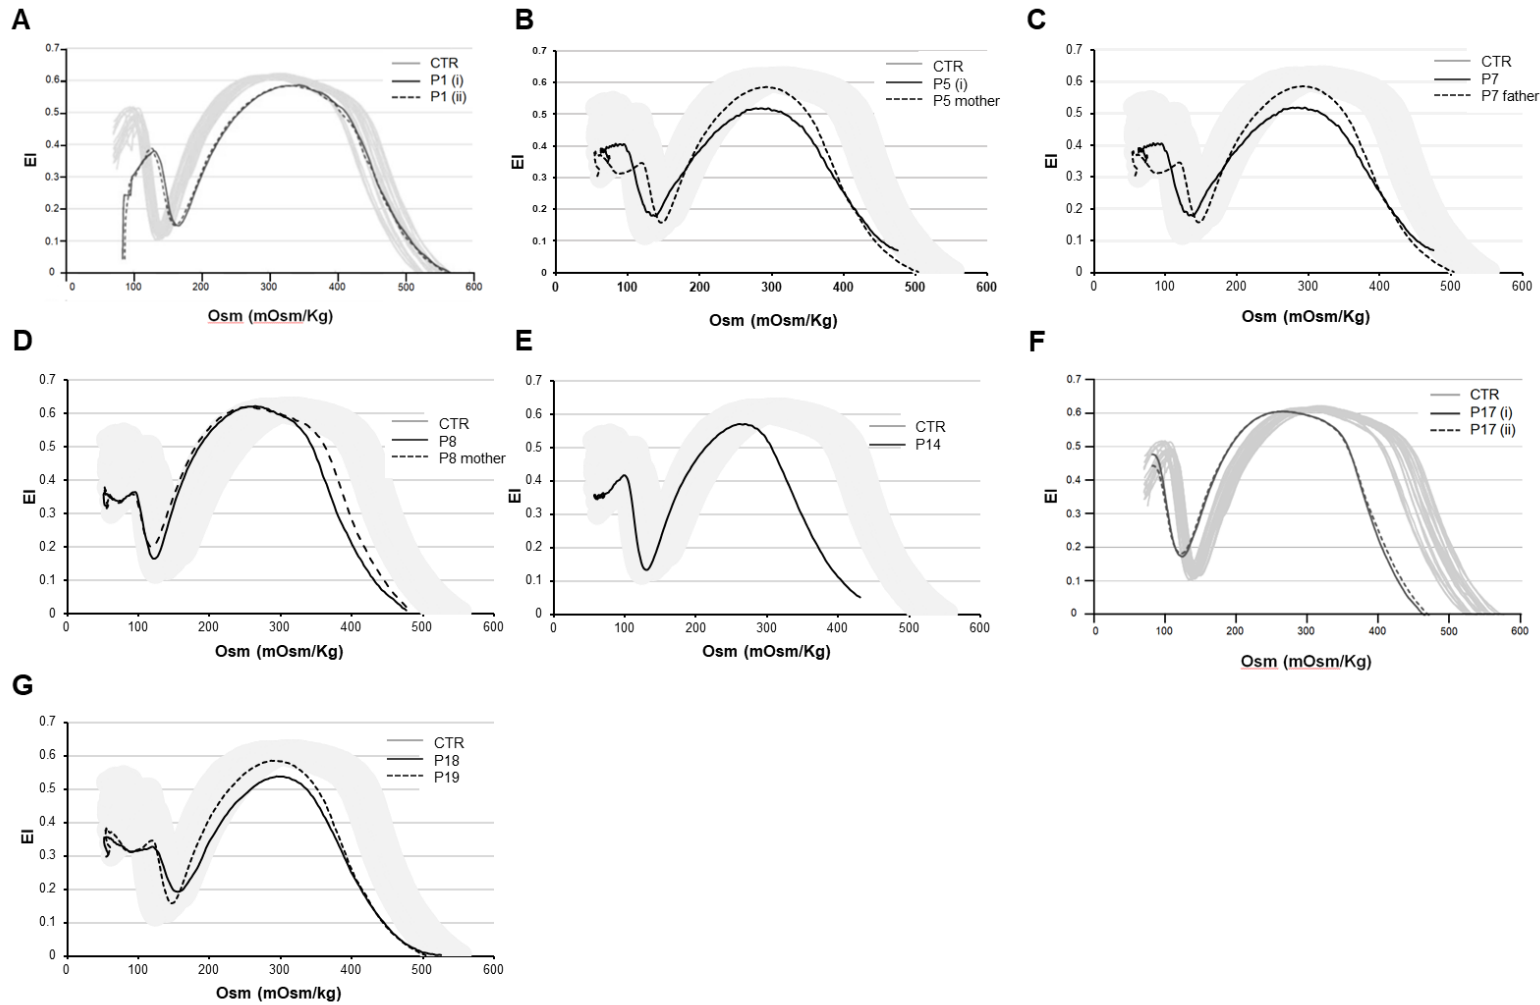 A
0.7
0.6
0.5
0.4
0.3
0.2
0.1
0
EI
CTR
P1 (i)
P1 (ii)
0 100 200 300 400 500 600
Osm (mOsm/Kg)
B
0.7
0.6
0.5
0.4
0.3
0.2
0.1
0
EI
CTR
P5 (i)
P5 mother
0 100 200 300 400 500 600
Osm (mOsm/Kg)
C
0.7
0.6
0.5
0.4
0.3
0.2
0.1
0
EI
CTR
P7
P7 father
0 100 200 300 400 500 600
Osm (mOsm/Kg)
D
0.7
0.6
0.5
0.4
0.3
0.2
0.1
0
EI
CTR
P8
P8 mother
0 100 200 300 400 500 600
Osm (mOsm/Kg)
E
0.7
0.6
0.5
0.4
0.3
0.2
0.1
0
EI
CTR
P14
0 100 200 300 400 500 600
Osm (mOsm/Kg)
F
0.7
0.6
0.5
0.4
0.3
0.2
0.1
0
EI
CTR
P17 (i)
P17 (ii)
0 100 200 300 400 500 600
Osm (mOsm/Kg)
G
0.7
0.6
0.5
0.4
0.3
0.2
0.1
0
EI
CTR
P18
P19
0 100 200 300 400 500 600
Osm (mOsm/kg)